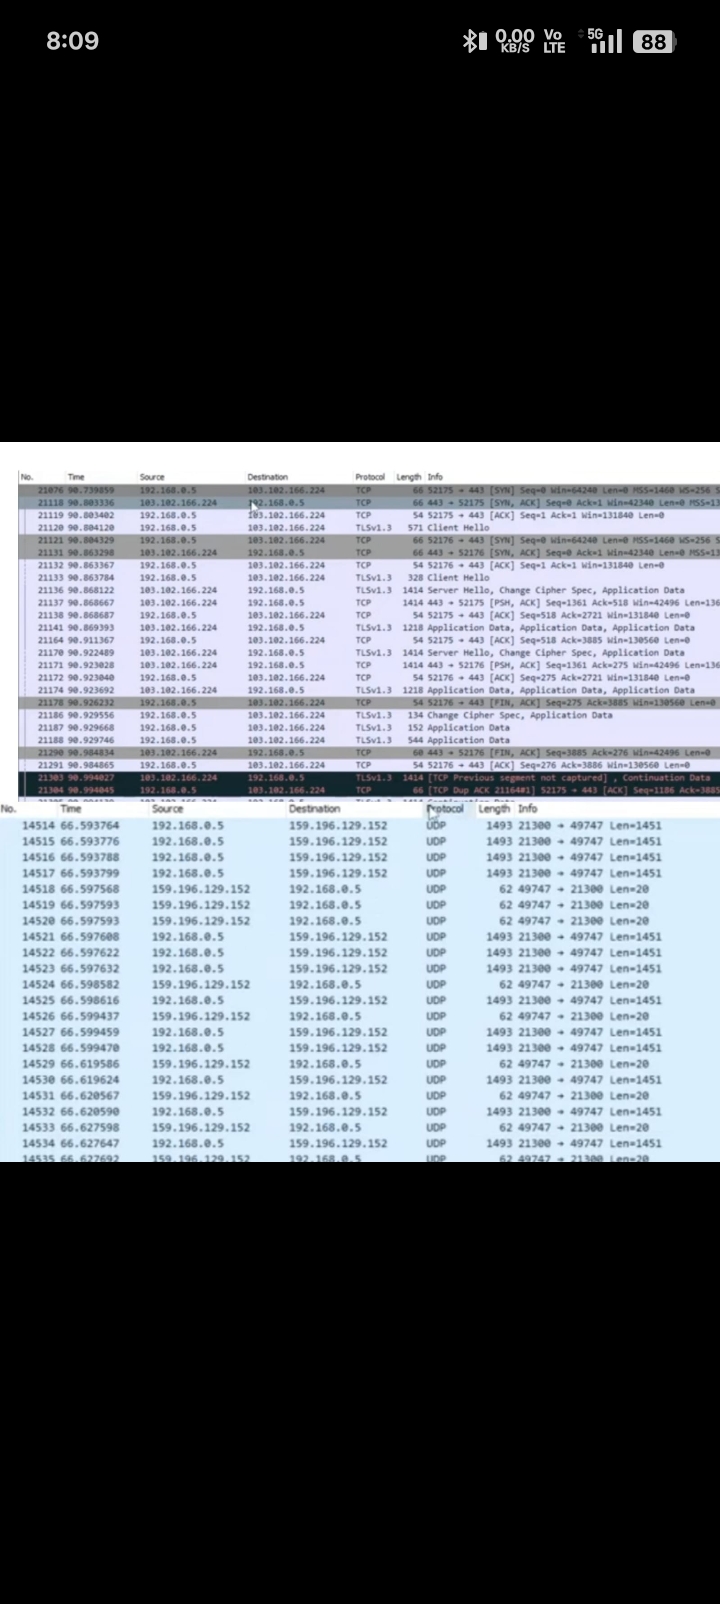 8:09 0.00 KB/S Vo LTE 5G 88
No. Time Source Destination Protocol Length Info
21076 90.739859 192.168.0.5 103.102.166.224 TCP 66 52175 → 443 [SYN] Seq=0 Win=64240 Len=0 MSS=1460 WS=256 S
21118 90.803336 103.102.166.224 192.168.0.5 TCP 66 443 → 52175 [SYN, ACK] Seq=0 Ack=1 Win=42340 Len=0 MSS=13
21119 90.803402 192.168.0.5 103.102.166.224 TCP 54 52175 → 443 [ACK] Seq=1 Ack=1 Win=131840 Len=0
21120 90.804120 192.168.0.5 103.102.166.224 TLSv1.3 571 Client Hello
21121 90.804329 192.168.0.5 103.102.166.224 TCP 66 52176 → 443 [SYN] Seq=0 Win=64240 Len=0 MSS=1460 WS=256 S
21131 90.863298 103.102.166.224 192.168.0.5 TCP 66 443 → 52176 [SYN, ACK] Seq=0 Ack=1 Win=42340 Len=0 MSS=13
21132 90.863367 192.168.0.5 103.102.166.224 TCP 54 52176 → 443 [ACK] Seq=1 Ack=1 Win=131840 Len=0
21133 90.863784 192.168.0.5 103.102.166.224 TLSv1.3 328 Client Hello
21136 90.868122 103.102.166.224 192.168.0.5 TLSv1.3 1414 Server Hello, Change Cipher Spec, Application Data
21137 90.868667 103.102.166.224 192.168.0.5 TCP 1414 443 → 52175 [PSH, ACK] Seq=1361 Ack=518 Win=42496 Len=136
21138 90.868687 192.168.0.5 103.102.166.224 TCP 54 52175 → 443 [ACK] Seq=518 Ack=2721 Win=131840 Len=0
21141 90.869393 103.102.166.224 192.168.0.5 TLSv1.3 1218 Application Data, Application Data, Application Data
21164 90.911367 192.168.0.5 103.102.166.224 TCP 54 52175 → 443 [ACK] Seq=518 Ack=3885 Win=130560 Len=0
21170 90.922489 103.102.166.224 192.168.0.5 TLSv1.3 1414 Server Hello, Change Cipher Spec, Application Data
21171 90.923028 103.102.166.224 192.168.0.5 TCP 1414 443 → 52176 [PSH, ACK] Seq=1361 Ack=275 Win=42496 Len=136
21172 90.923040 192.168.0.5 103.102.166.224 TCP 54 52176 → 443 [ACK] Seq=275 Ack=2721 Win=131840 Len=0
21174 90.923692 103.102.166.224 192.168.0.5 TLSv1.3 1218 Application Data, Application Data, Application Data
21178 90.926232 192.168.0.5 103.102.166.224 TCP 54 52176 → 443 [FIN, ACK] Seq=275 Ack=3885 Win=130560 Len=0
21186 90.929556 192.168.0.5 103.102.166.224 TLSv1.3 134 Change Cipher Spec, Application Data
21187 90.929668 192.168.0.5 103.102.166.224 TLSv1.3 152 Application Data
21188 90.929746 192.168.0.5 103.102.166.224 TLSv1.3 544 Application Data
21290 90.984834 103.102.166.224 192.168.0.5 TCP 60 443 → 52176 [FIN, ACK] Seq=3885 Ack=276 Win=42496 Len=0
21291 90.984865 192.168.0.5 103.102.166.224 TCP 54 52176 → 443 [ACK] Seq=276 Ack=3886 Win=130560 Len=0
21303 90.994027 103.102.166.224 192.168.0.5 TLSv1.3 1414 [TCP Previous segment not captured] , Continuation Data
21304 90.994045 192.168.0.5 103.102.166.224 TCP 66 [TCP Dup ACK 21164#1] 52175 → 443 [ACK] Seq=1186 Ack=3885
No. Time Source Destination Protocol Length Info
14514 66.593764 192.168.0.5 159.196.129.152 UDP 1493 21300 → 49747 Len=1451
14515 66.593776 192.168.0.5 159.196.129.152 UDP 1493 21300 → 49747 Len=1451
14516 66.593788 192.168.0.5 159.196.129.152 UDP 1493 21300 → 49747 Len=1451
14517 66.593799 192.168.0.5 159.196.129.152 UDP 1493 21300 → 49747 Len=1451
14518 66.597568 159.196.129.152 192.168.0.5 UDP 62 49747 → 21300 Len=20
14519 66.597593 159.196.129.152 192.168.0.5 UDP 62 49747 → 21300 Len=20
14520 66.597593 159.196.129.152 192.168.0.5 UDP 62 49747 → 21300 Len=20
14521 66.597608 192.168.0.5 159.196.129.152 UDP 1493 21300 → 49747 Len=1451
14522 66.597622 192.168.0.5 159.196.129.152 UDP 1493 21300 → 49747 Len=1451
14523 66.597632 192.168.0.5 159.196.129.152 UDP 1493 21300 → 49747 Len=1451
14524 66.598582 159.196.129.152 192.168.0.5 UDP 62 49747 → 21300 Len=20
14525 66.598616 192.168.0.5 159.196.129.152 UDP 1493 21300 → 49747 Len=1451
14526 66.599437 159.196.129.152 192.168.0.5 UDP 62 49747 → 21300 Len=20
14527 66.599459 192.168.0.5 159.196.129.152 UDP 1493 21300 → 49747 Len=1451
14528 66.599470 192.168.0.5 159.196.129.152 UDP 1493 21300 → 49747 Len=1451
14529 66.619586 159.196.129.152 192.168.0.5 UDP 62 49747 → 21300 Len=20
14530 66.619624 192.168.0.5 159.196.129.152 UDP 1493 21300 → 49747 Len=1451
14531 66.620567 159.196.129.152 192.168.0.5 UDP 62 49747 → 21300 Len=20
14532 66.620590 192.168.0.5 159.196.129.152 UDP 1493 21300 → 49747 Len=1451
14533 66.627598 159.196.129.152 192.168.0.5 UDP 62 49747 → 21300 Len=20
14534 66.627647 192.168.0.5 159.196.129.152 UDP 1493 21300 → 49747 Len=1451
14535 66.627692 159.196.129.152 192.168.0.5 UDP 62 49747 → 21300 Len=20